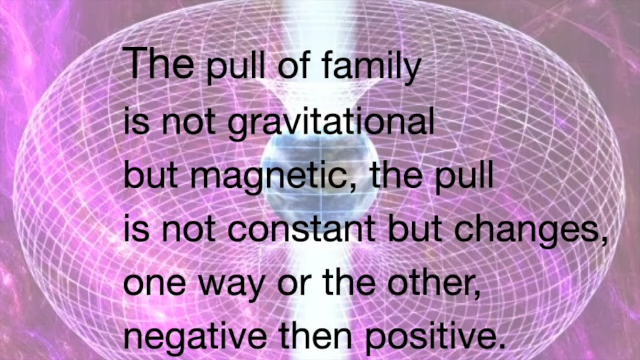 The pull of family
is not gravitational
but magnetic, the pull
is not constant but changes,
one way or the other,
negative then positive.